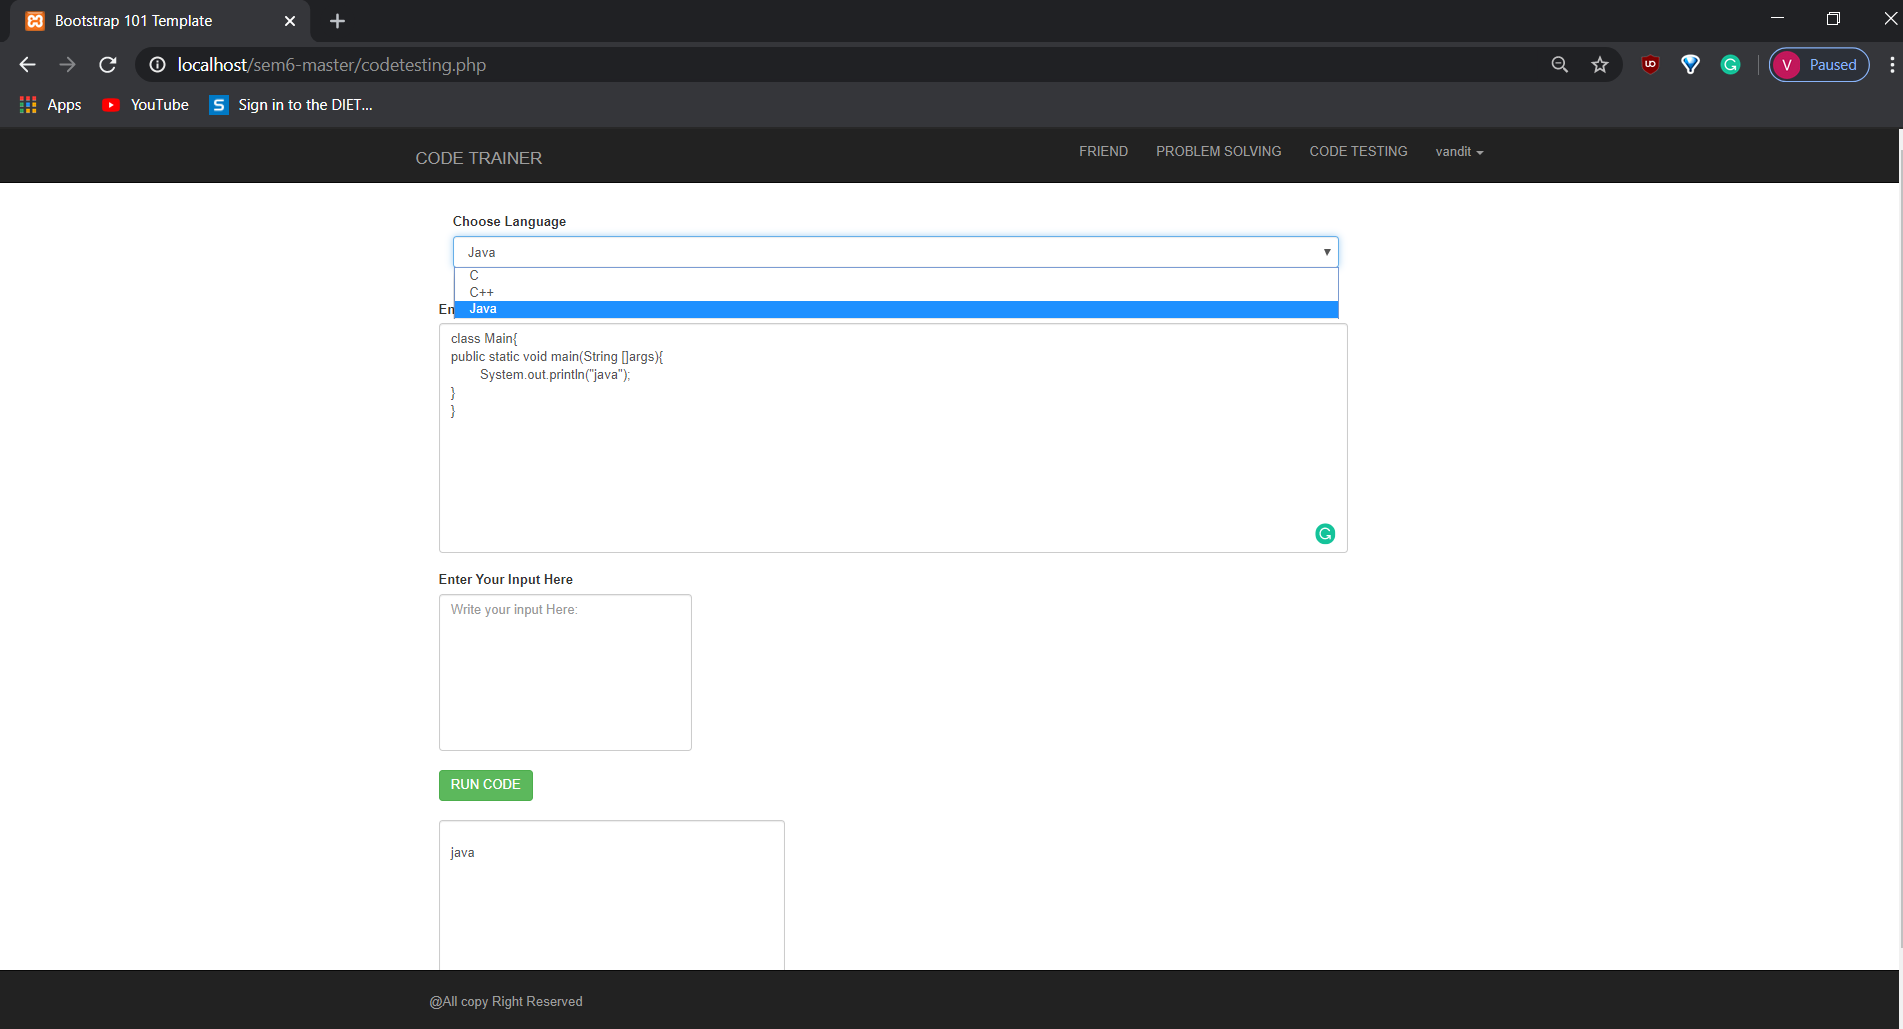 Bootstrap 101 Template
localhost/sem6-master/codetesting.php
V Paused
Apps YouTube S Sign in to the DIET...
CODE TRAINER FRIEND PROBLEM SOLVING CODE TESTING vandit
Choose Language
Java
C
C++
En Java
class Main{
public static void main(String []args){
System.out.println("java");
}
}
Enter Your Input Here
Write your input Here:
RUN CODE
java
@All copy Right Reserved